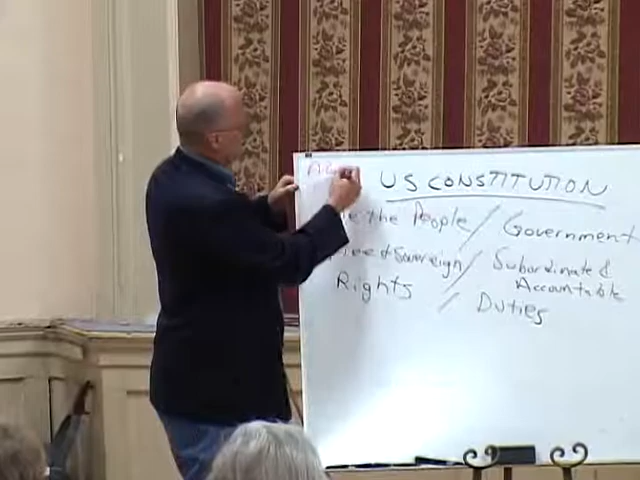 US CONSTITUTION
the People / Government
& Sovereign / Subordinate &
Accountable
Rights / Duties